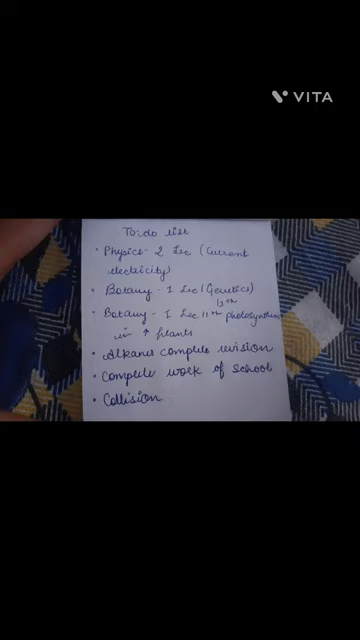 VITA
To-do list
• Physics - 2 Lec (Current
electricity)
• Botany - 1 Lec (Genetics)
12th
• Botany - 1 Lec 11th photosynthesis
in ↑ plants
• Alkanes complete revision
• Complete work of school
• Collision